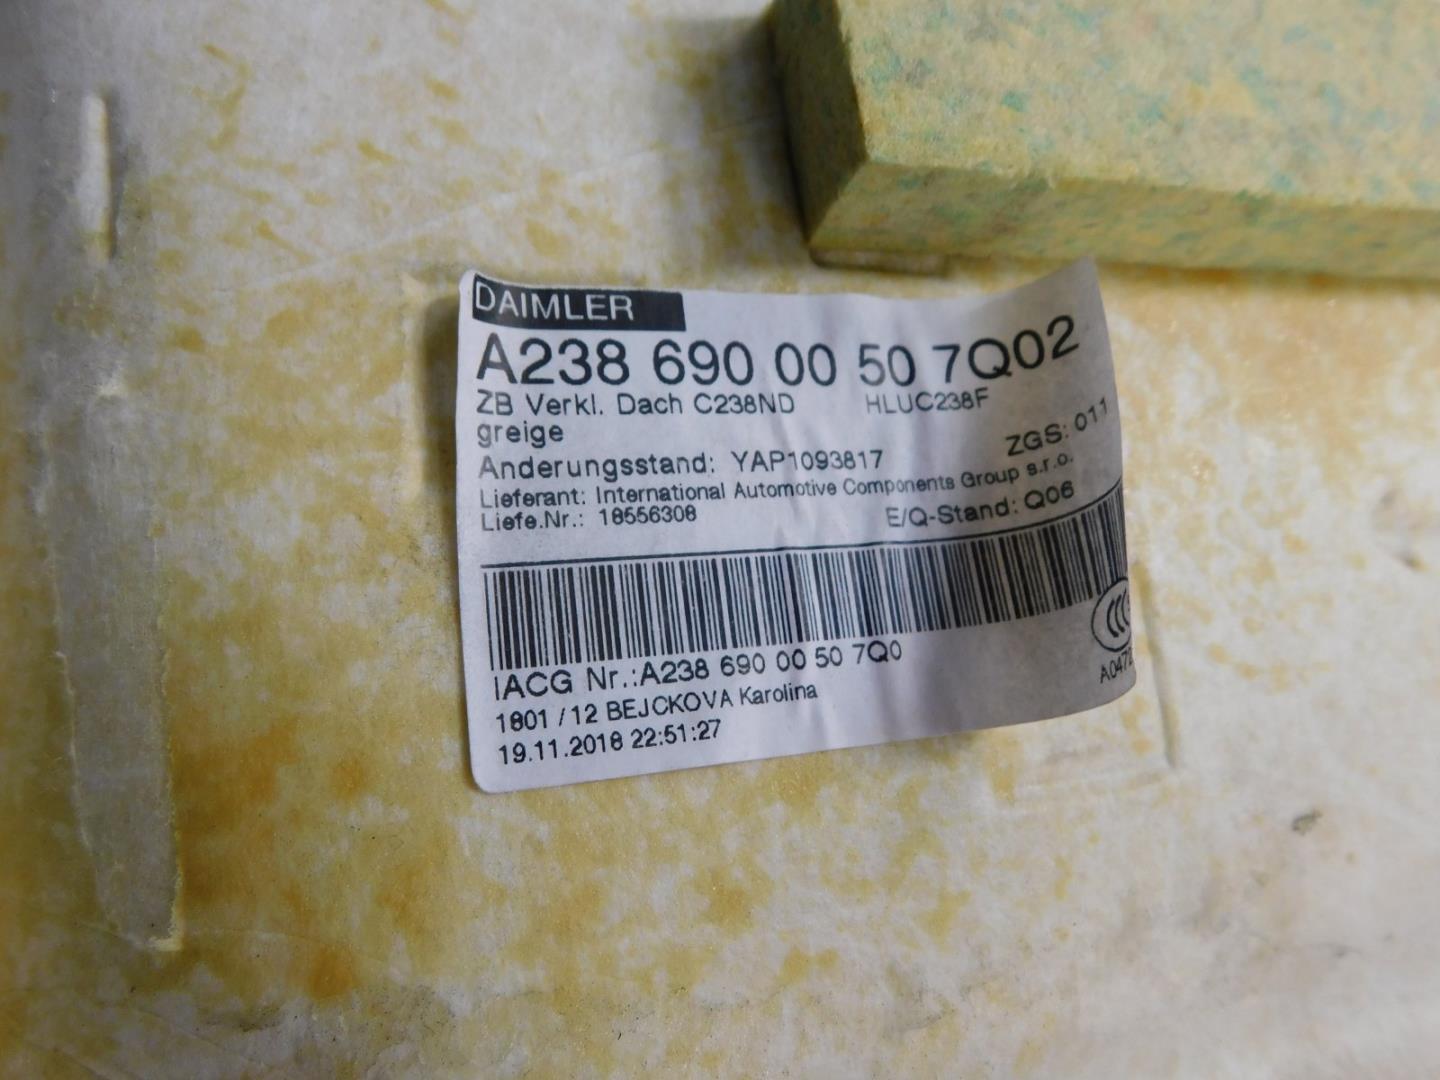 DAIMLER
A238 690 00 50 7Q02
ZB Verkl. Dach C238ND HLUC238F
greige ZGS: 011
Änderungsstand: YAP1093817
Lieferant: International Automotive Components Group s.r.o.
Liefe.Nr.: 18556308 E/Q-Stand: Q06
IACG Nr.:A238 690 00 50 7Q0
1801 / 12 BEJCKOVA Karolina
19.11.2018 22:51:27